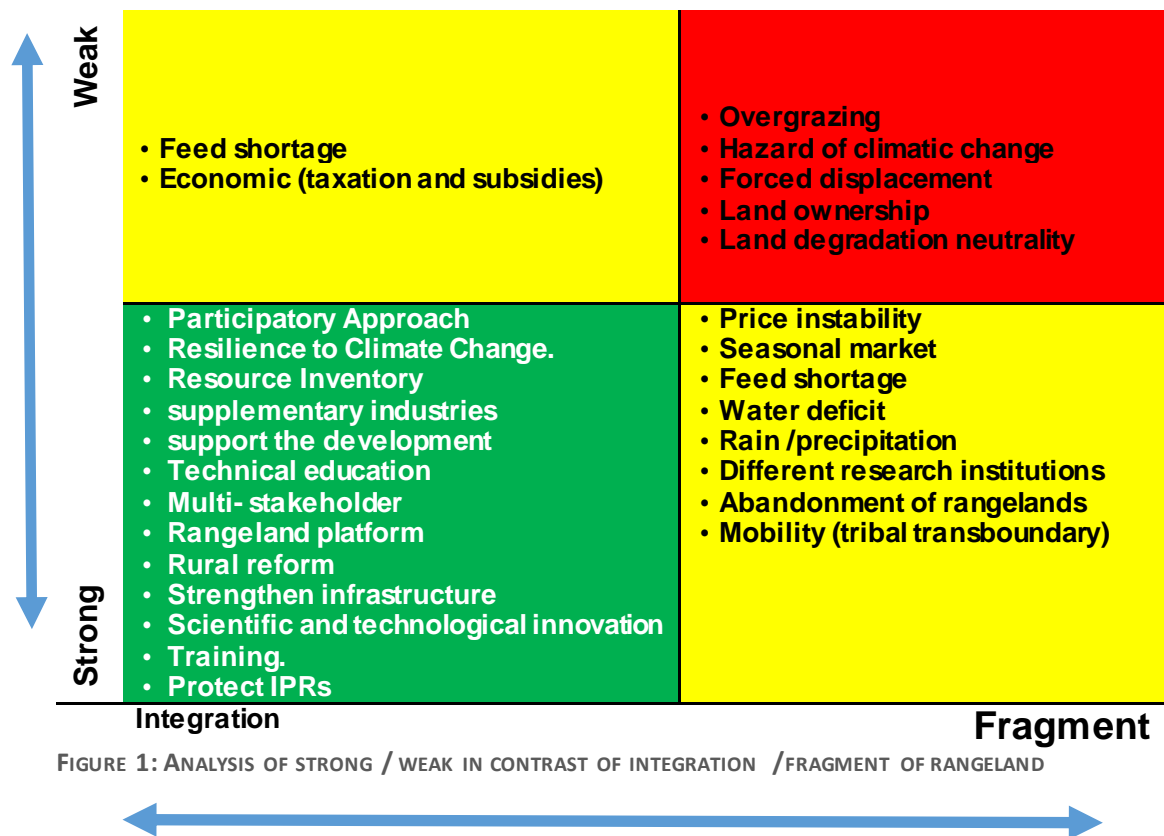 Weak
• Feed shortage
• Economic (taxation and subsidies)
• Overgrazing
• Hazard of climatic change
• Forced displacement
• Land ownership
• Land degradation neutrality
Strong
• Participatory Approach
• Resilience to Climate Change.
• Resource Inventory
• supplementary industries
• support the development
• Technical education
• Multi- stakeholder
• Rangeland platform
• Rural reform
• Strengthen infrastructure
• Scientific and technological innovation
• Training.
• Protect IPRs
• Price instability
• Seasonal market
• Feed shortage
• Water deficit
• Rain /precipitation
• Different research institutions
• Abandonment of rangelands
• Mobility (tribal transboundary)
Integration
Fragment
FIGURE 1: ANALYSIS OF STRONG / WEAK IN CONTRAST OF INTEGRATION /FRAGMENT OF RANGELAND